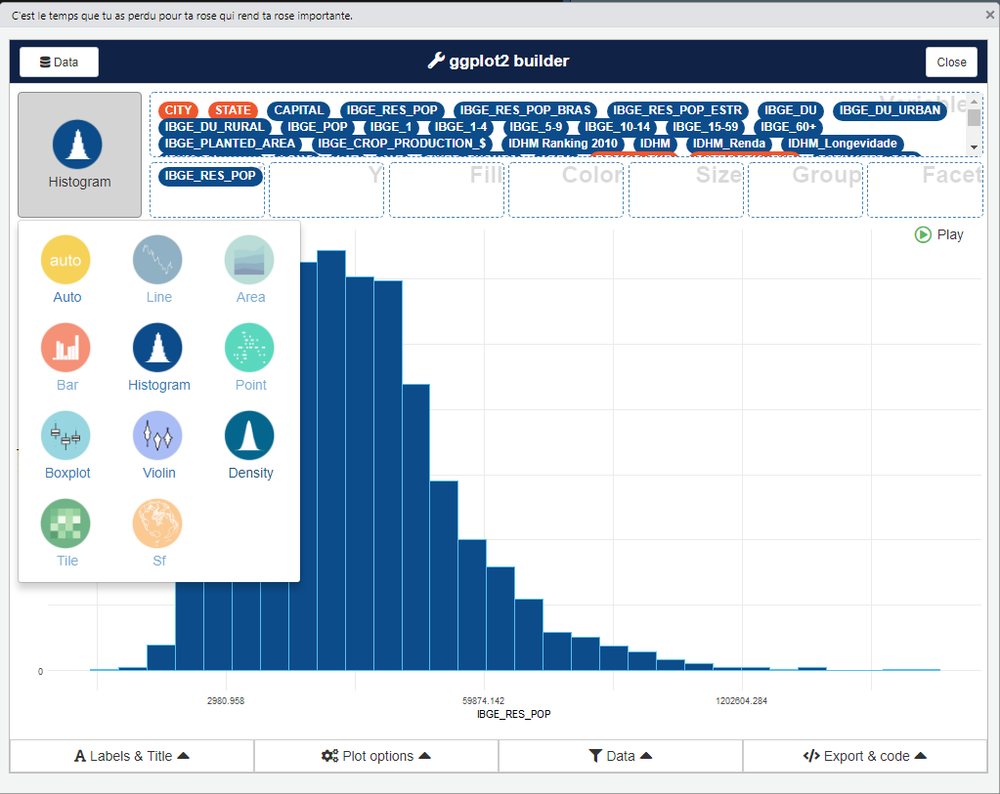 C'est le temps que tu as perdu pour ta rose qui rend ta rose importante.
Data
ggplot2 builder
Close
Histogram
Variables
CITY STATE CAPITAL IBGE_RES_POP IBGE_RES_POP_BRAS IBGE_RES_POP_ESTR IBGE_DU IBGE_DU_URBAN
IBGE_DU_RURAL IBGE_POP IBGE_1 IBGE_1-4 IBGE_5-9 IBGE_10-14 IBGE_15-59 IBGE_60+
IBGE_PLANTED_AREA IBGE_CROP_PRODUCTION_$ IDHM Ranking 2010 IDHM IDHM_Renda IDHM_Longevidade
IBGE_RES_POP
Y
Fill
Color
Size
Group
Facet
Play
auto
Auto Line Area
Bar Histogram Point
Boxplot Violin Density
Tile Sf
0
2980.958 59874.142 1202604.284
IBGE_RES_POP
A Labels & Title
Plot options
Data
</> Export & code